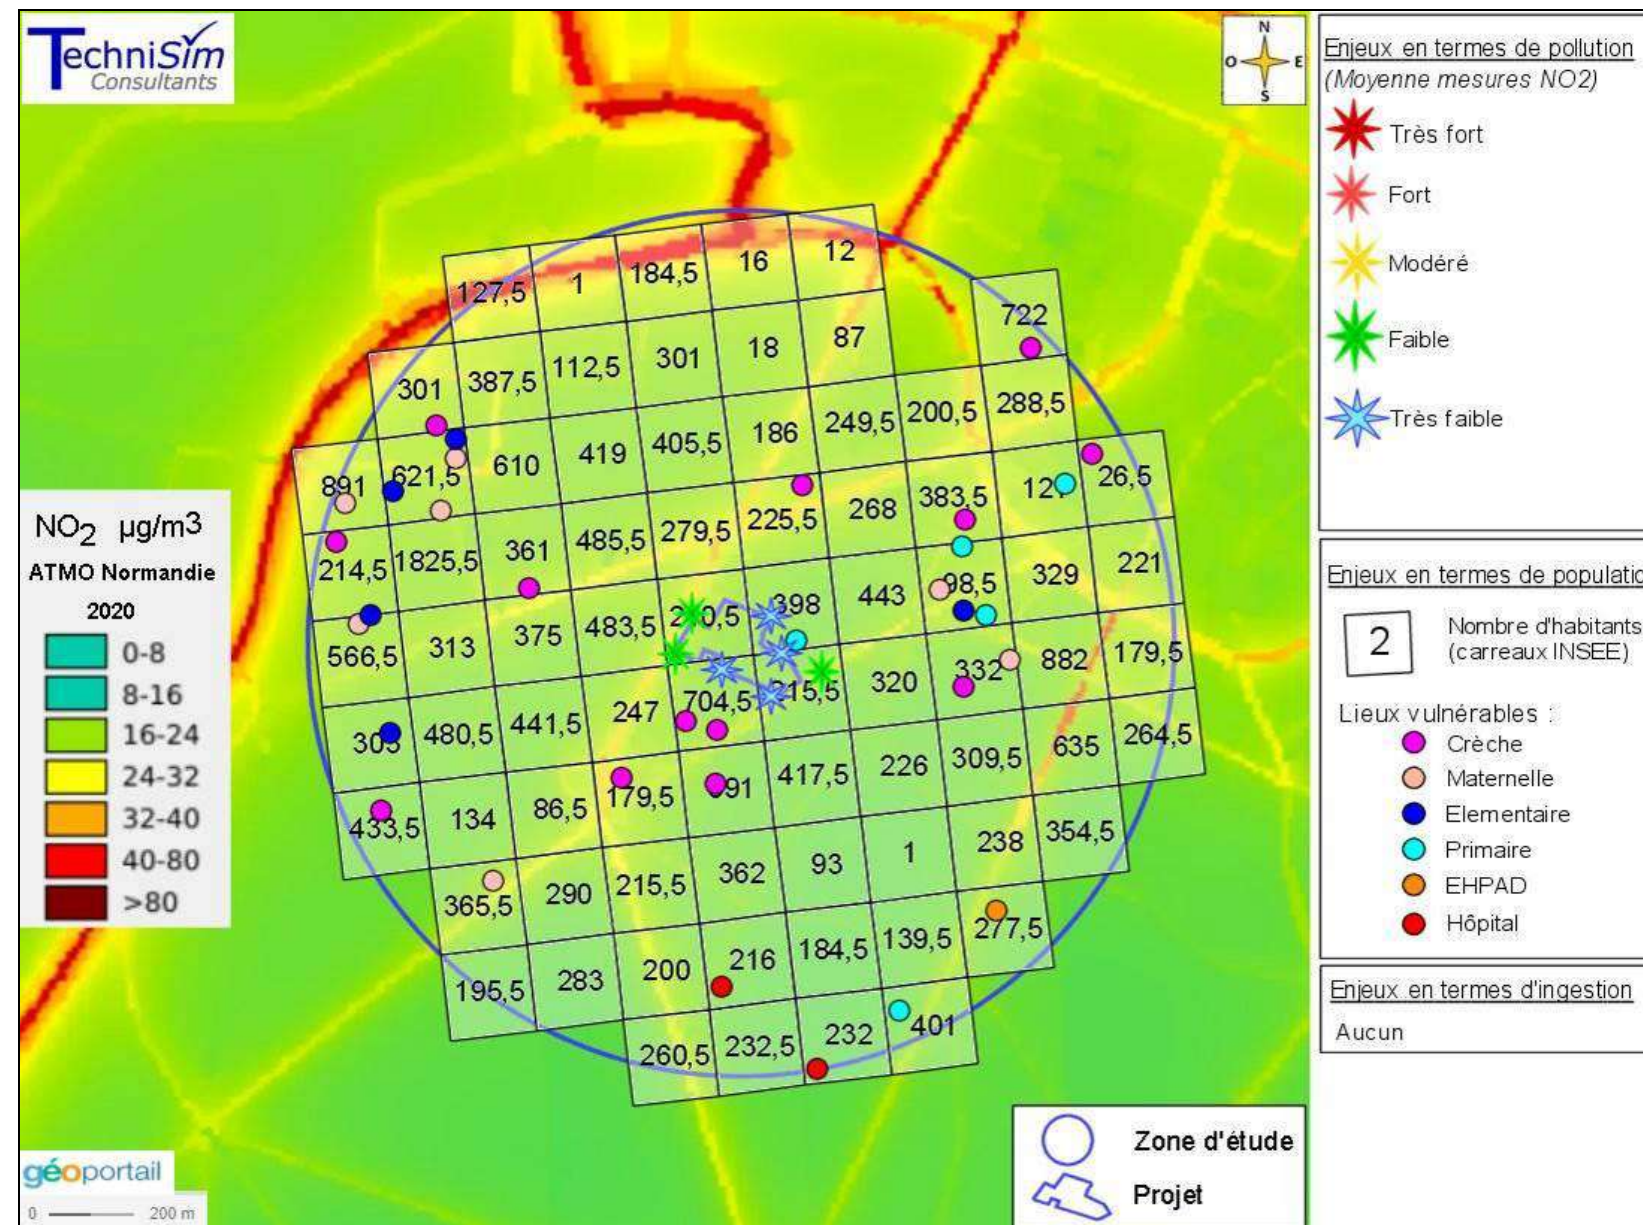 TechniSim
Consultants
N
O E
S
Enjeux en termes de pollution
(Moyenne mesures NO2)
Très fort
Fort
Modéré
Faible
Très faible
127,5 1 184,5 16 12
722
301 387,5 112,5 301 18 87
891 621,5 610 419 405,5 186 249,5 200,5 288,5
214,5 1825,5 361 485,5 279,5 225,5 268 383,5 26,5
566,5 313 375 483,5 398 443 98,5 329 221
480,5 441,5 247 704,5 320 332 882 179,5
433,5 134 86,5 179,5 417,5 226 309,5 635 264,5
365,5 290 215,5 362 93 1 238 354,5
195,5 283 200 216 184,5 139,5 277,5
260,5 232,5 232 401
NO2 µg/m3
ATMO Normandie
2020
0-8
8-16
16-24
24-32
32-40
40-80
>80
Enjeux en termes de populatio
2
Nombre d'habitants
(carreaux INSEE)
Lieux vulnérables :
Crèche
Maternelle
Elementaire
Primaire
EHPAD
Hôpital
Enjeux en termes d'ingestion
Aucun
Zone d'étude
Projet
géoportail
0 200 m